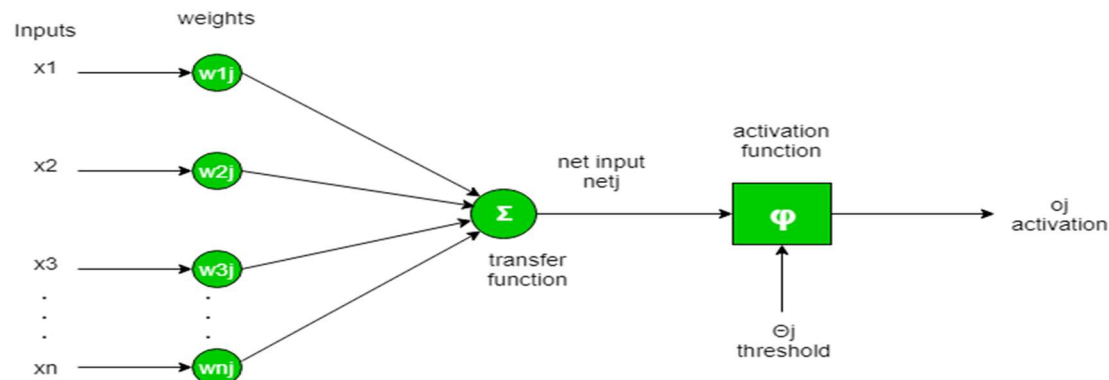 Inputs
weights
x1
w1j
x2
w2j
x3
w3j
xn
wnj
Σ
transfer
function
net input
netj
activation
function
φ
Θj
threshold
oj
activation